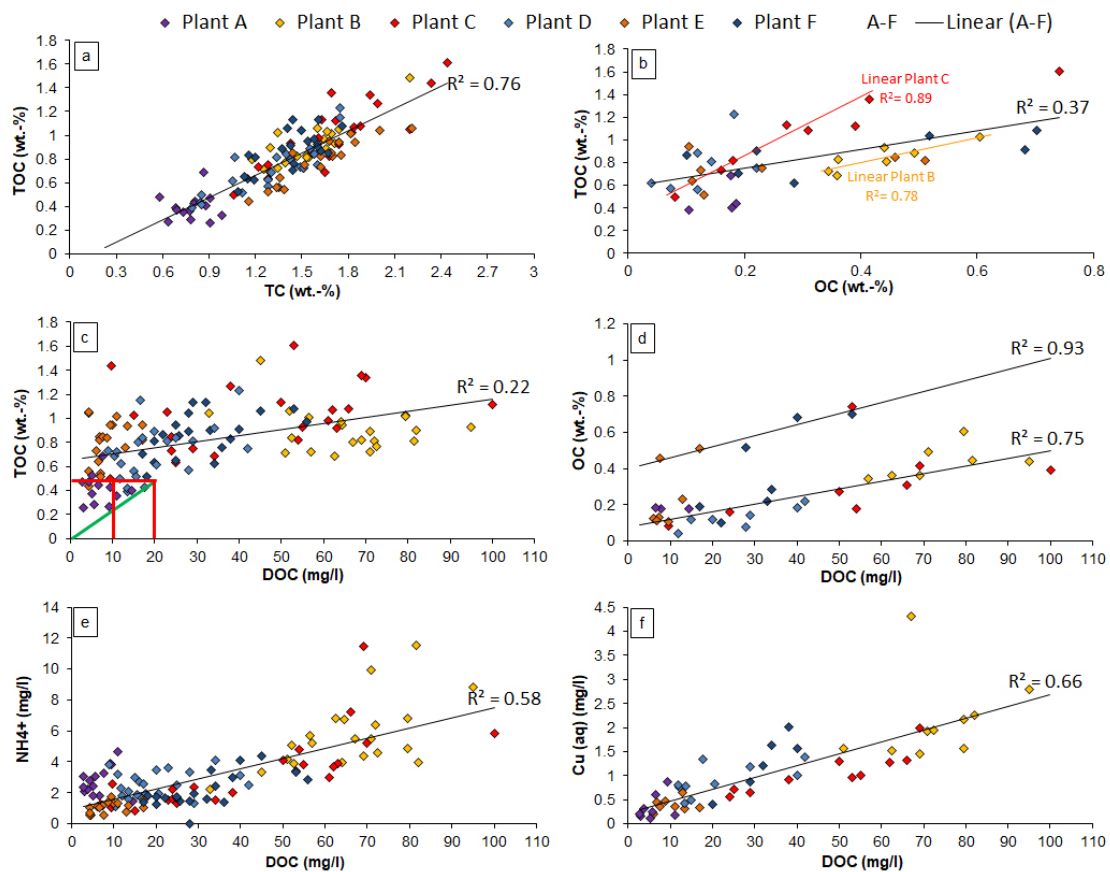 Plant A Plant B Plant C Plant D Plant E Plant F A-F Linear (A-F)
a
TOC (wt.-%)
1.8
1.6
1.4
1.2
1
0.8
0.6
0.4
0.2
0
R² = 0.76
0 0.3 0.6 0.9 1.2 1.5 1.8 2.1 2.4 2.7 3
TC (wt.-%)
b
TOC (wt.-%)
1.8
1.6
1.4
1.2
1
0.8
0.6
0.4
0.2
0
Linear Plant C
R²= 0.89
R² = 0.37
Linear Plant B
R² = 0.78
0 0.2 0.4 0.6 0.8
OC (wt.-%)
c
TOC (wt.-%)
1.8
1.6
1.4
1.2
1.0
0.8
0.6
0.4
0.2
0
R² = 0.22
0 10 20 30 40 50 60 70 80 90 100 110
DOC (mg/l)
d
OC (wt.-%)
1.2
1
0.8
0.6
0.4
0.2
0
R² = 0.93
R² = 0.75
0 10 20 30 40 50 60 70 80 90 100 110
DOC (mg/l)
e
NH4+ (mg/l)
14
12
10
8
6
4
2
0
R² = 0.58
0 10 20 30 40 50 60 70 80 90 100 110
DOC (mg/l)
f
Cu (aq) (mg/l)
4.5
4
3.5
3
2.5
2
1.5
1
0.5
0
R² = 0.66
0 10 20 30 40 50 60 70 80 90 100 110
DOC (mg/l)